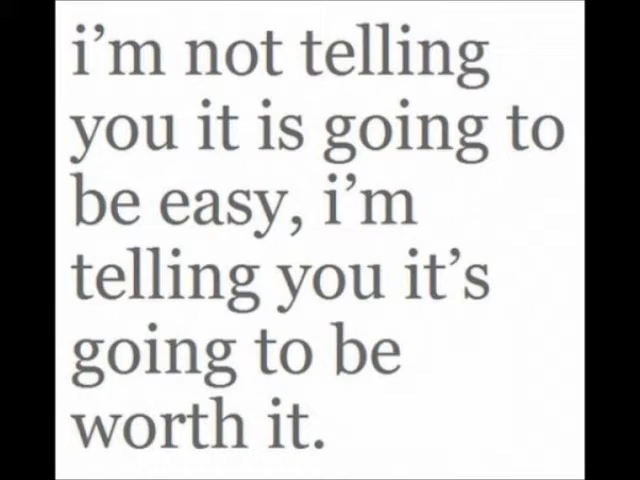 i’m not telling
you it is going to
be easy, i’m
telling you it’s
going to be
worth it.